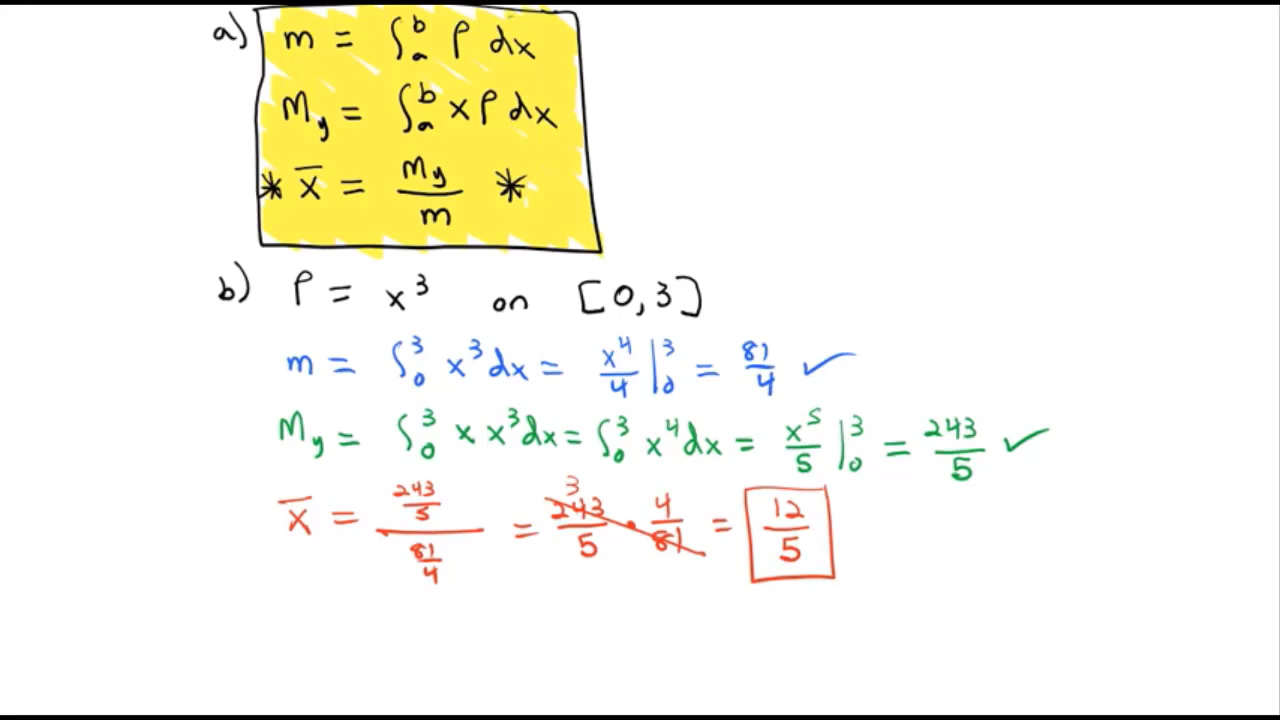 a) m = ∫ₐᵇ ρ dx
M_y = ∫ₐᵇ x ρ dx
* x̅ = M_y / m *
b) ρ = x³ on [0, 3]
m = ∫₀³ x³ dx = x⁴/4 |₀³ = 81/4 ✓
M_y = ∫₀³ x x³ dx = ∫₀³ x⁴ dx = x⁵/5 |₀³ = 243/5 ✓
x̅ = (243/5) / (81/4) = 3 243/5 · 4/81 = 12/5